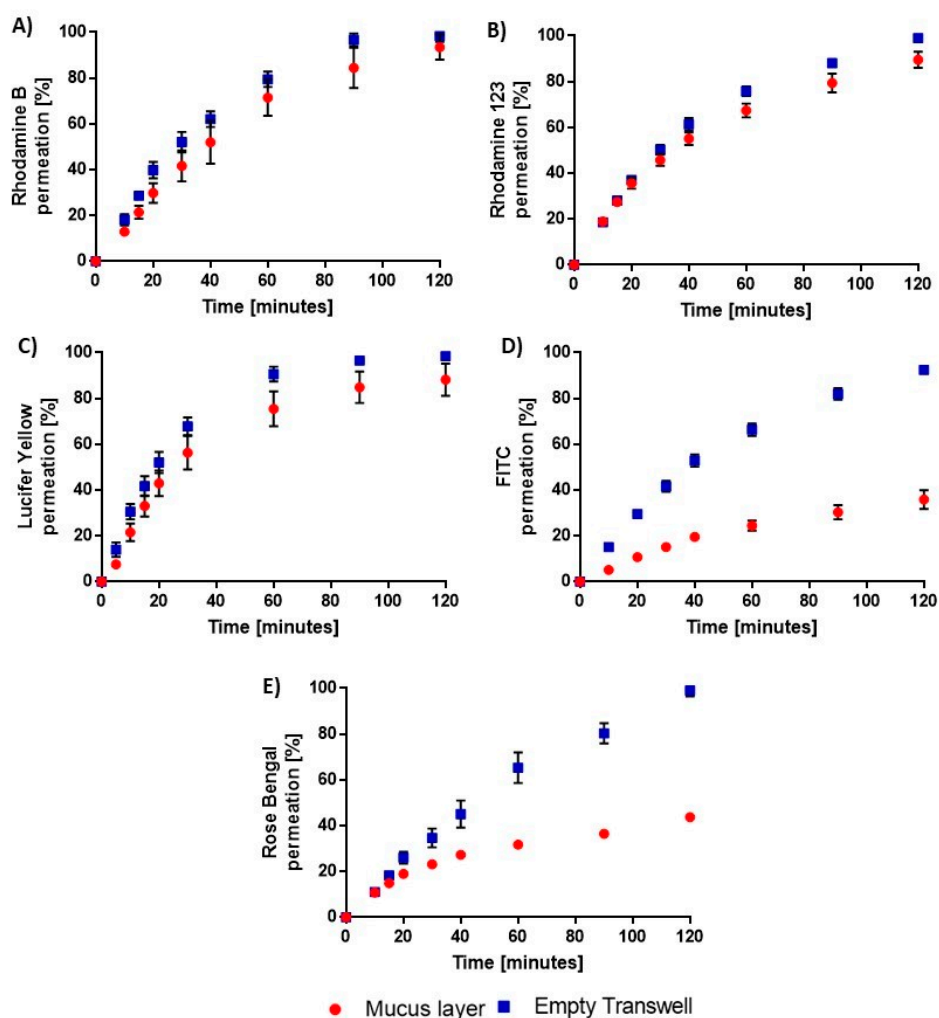 A)
Rhodamine B
permeation [%]
100
80
60
40
20
0
0 20 40 60 80 100 120
Time [minutes]
B)
Rhodamine 123
permeation [%]
100
80
60
40
20
0
0 20 40 60 80 100 120
Time [minutes]
C)
Lucifer Yellow
permeation [%]
100
80
60
40
20
0
0 20 40 60 80 100 120
Time [minutes]
D)
FITC
permeation [%]
100
80
60
40
20
0
0 20 40 60 80 100 120
Time [minutes]
E)
Rose Bengal
permeation [%]
100
80
60
40
20
0
0 20 40 60 80 100 120
Time [minutes]
Mucus layer Empty Transwell